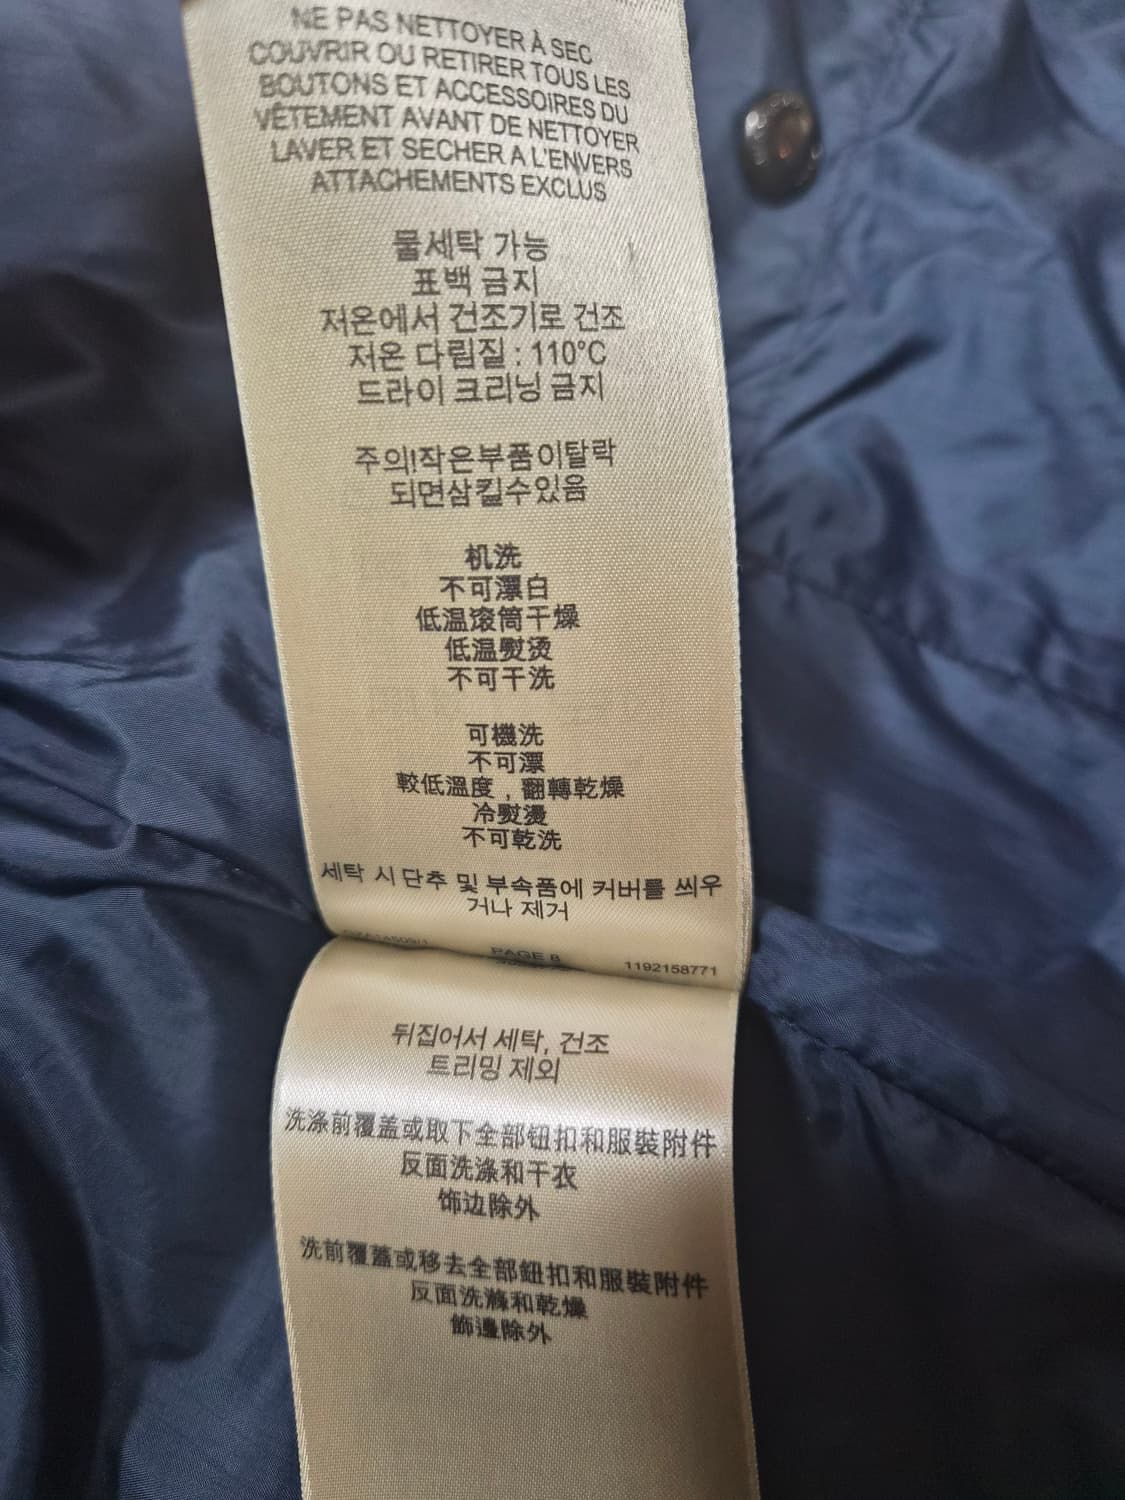 NE PAS NETTOYER À SEC
COUVRIR OU RETIRER TOUS LES
BOUTONS ET ACCESSOIRES DU
VÊTEMENT AVANT DE NETTOYER
LAVER ET SECHER A L'ENVERS
ATTACHEMENTS EXCLUS
물세탁 가능
표백 금지
저온에서 건조기로 건조
저온 다림질 : 110°C
드라이 크리닝 금지
주의!작은부품이탈락
되면삼킬수있음
机洗
不可漂白
低温滚筒干燥
低温熨烫
不可干洗
可機洗
不可漂
較低溫度，翻轉乾燥
冷熨燙
不可乾洗
세탁 시 단추 및 부속품에 커버를 씌우
거나 제거
PAGE 8
1192158771
뒤집어서 세탁, 건조
트리밍 제외
洗涤前覆盖或取下全部钮扣和服裝附件
反面洗涤和干衣
饰边除外
洗前覆蓋或移去全部鈕扣和服裝附件
反面洗滌和乾燥
飾邊除外